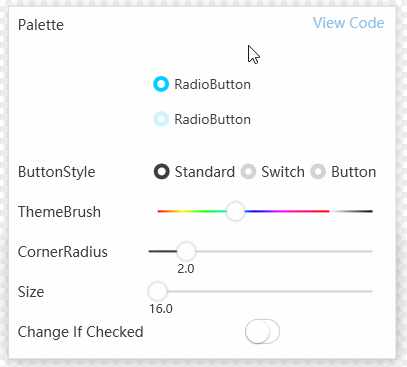 Palette View Code
RadioButton
RadioButton
ButtonStyle Standard Switch Button
ThemeBrush
CornerRadius
2.0
Size
16.0
Change If Checked